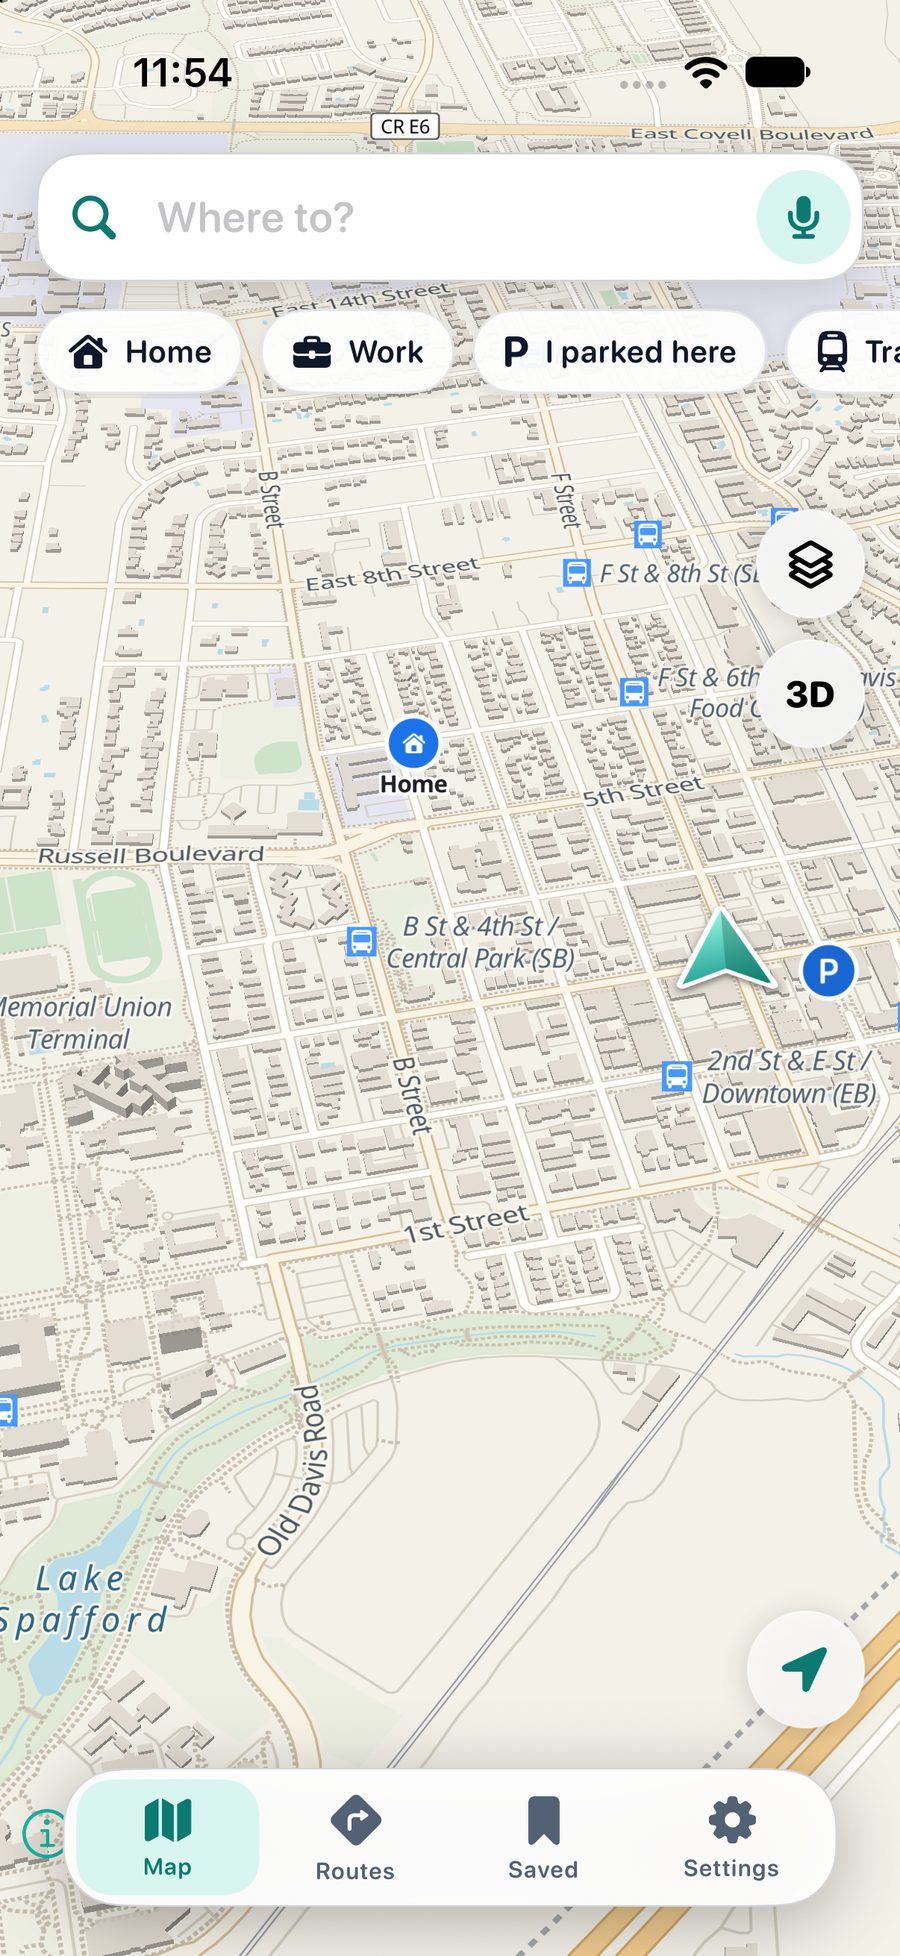 11:54
CR E6
East Covell Boulevard
Where to?
East 14th Street
S
Home
Work
P
I parked here
B Street
F Street
East 8th Street
F St & 8th St
F St & 6th
Food
3D
Home
5th Street
Russell Boulevard
B St & 4th St /
Central Park (SB)
P
Memorial Union
Terminal
2nd St & E St /
Downtown (EB)
B Street
1st Street
Old Davis Road
Lake
Spafford
Map
Routes
Saved
Settings